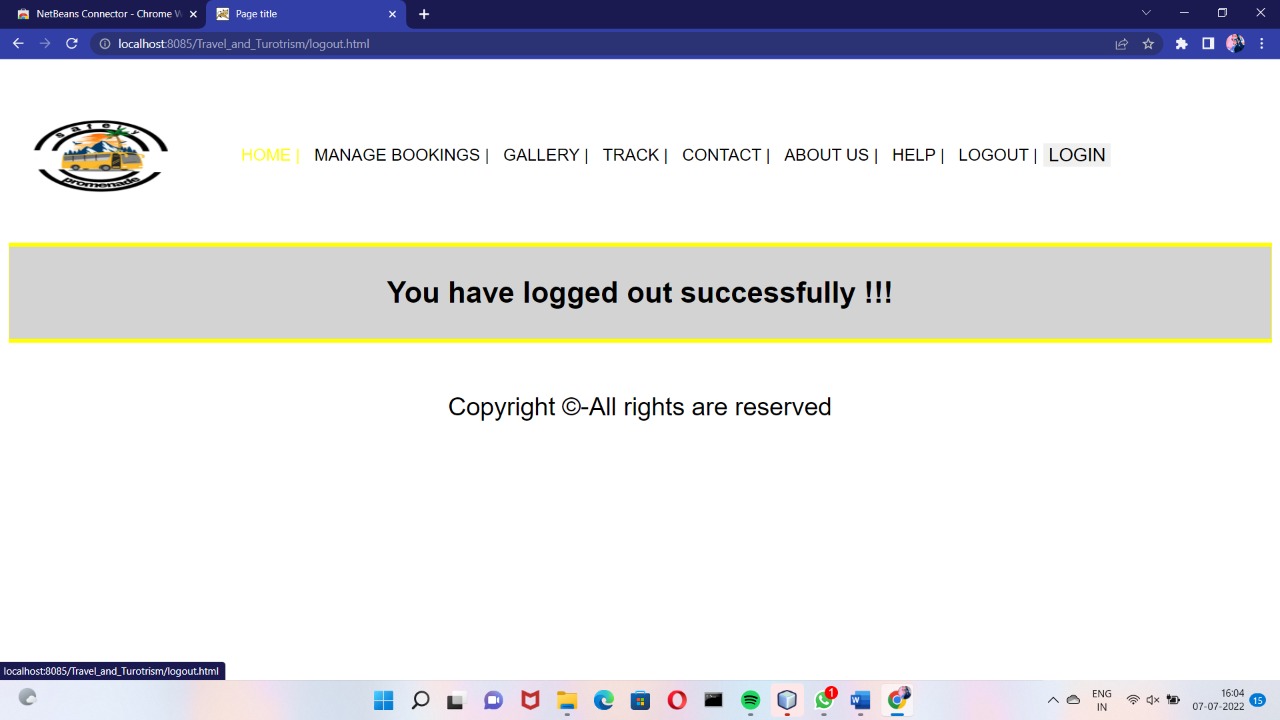 NetBeans Connector - Chrome W
Page title
localhost:8085/Travel_and_Turotrism/logout.html
safety
promenade
HOME | MANAGE BOOKINGS | GALLERY | TRACK | CONTACT | ABOUT US | HELP | LOGOUT | LOGIN
You have logged out successfully !!!
Copyright ©-All rights are reserved
localhost:8085/Travel_and_Turotrism/logout.html
1
ENG
IN
16:04
07-07-2022
15